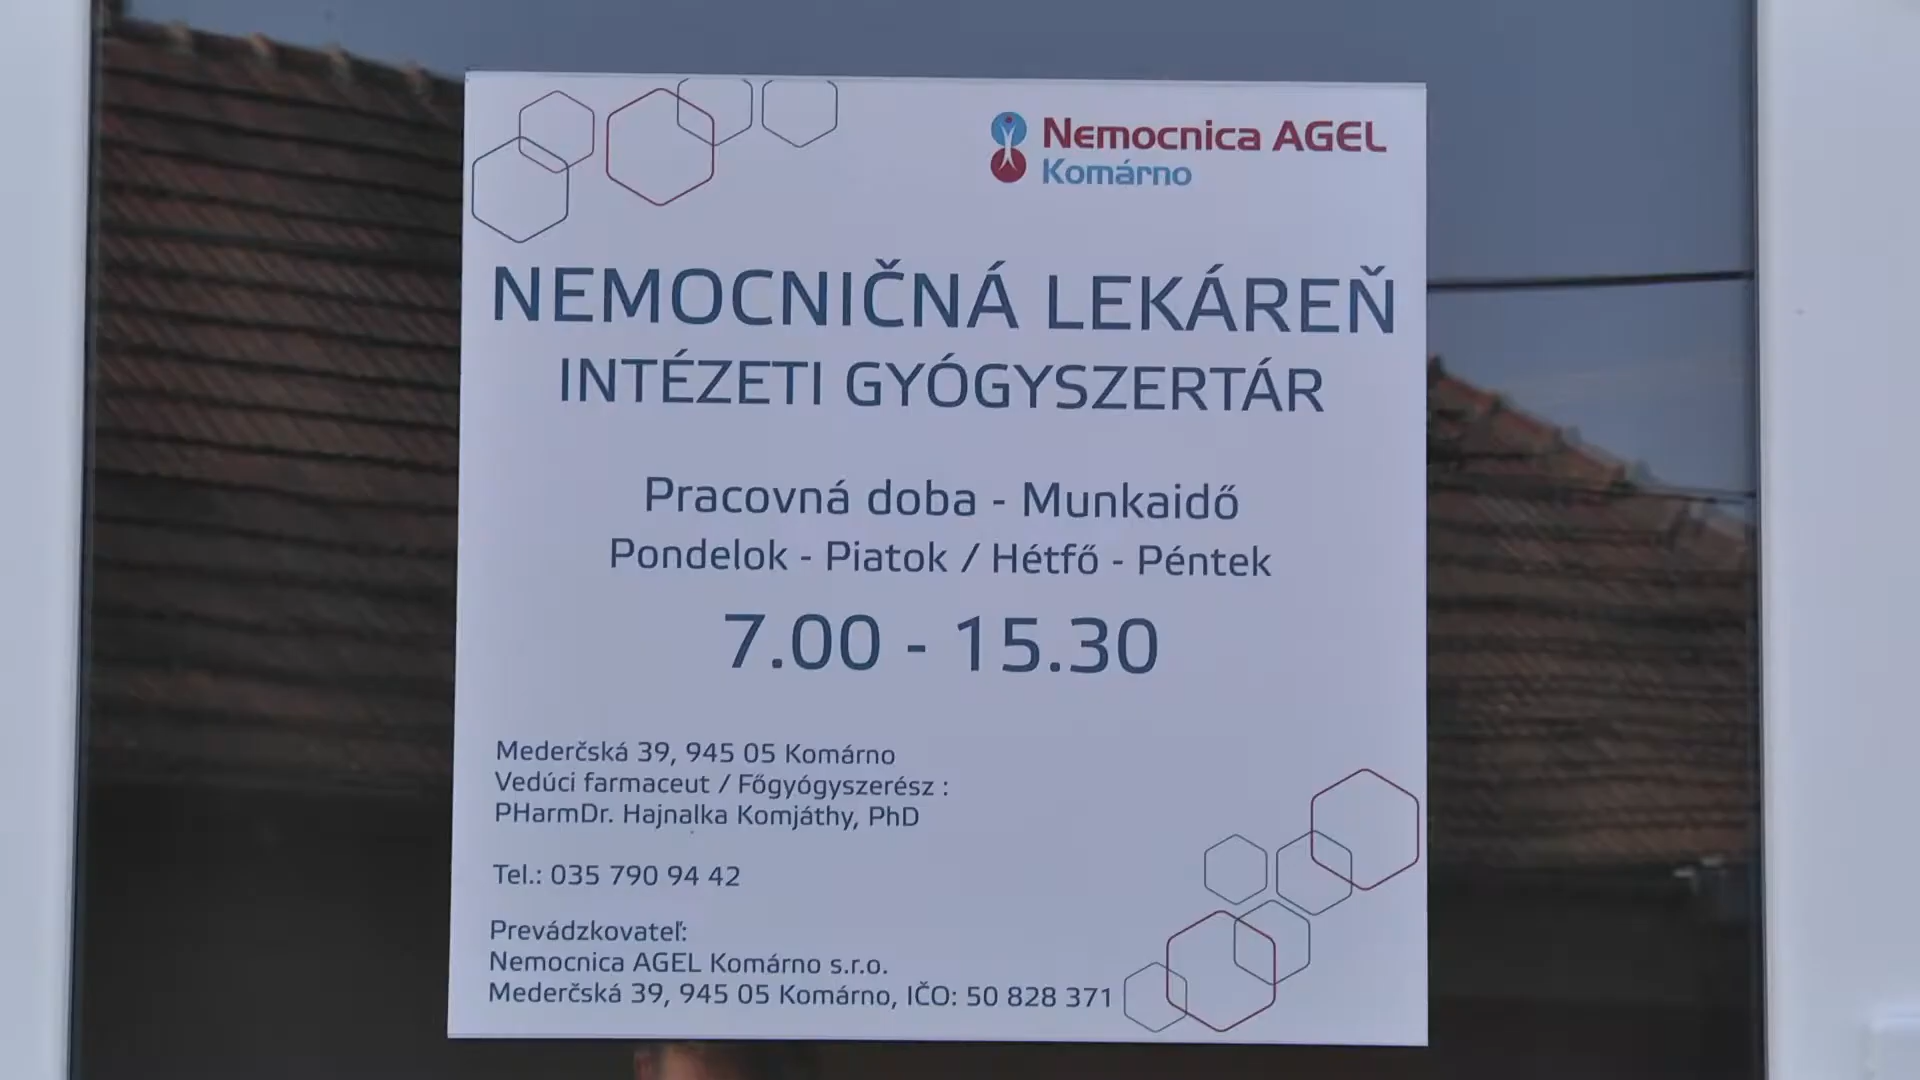 Nemocnica AGEL
Komárno
NEMOCNIČNÁ LEKÁREŇ
INTÉZETI GYÓGYSZERTÁR
Pracovná doba - Munkaidő
Pondelok - Piatok / Hétfő - Péntek
7.00 - 15.30
Mederčská 39, 945 05 Komárno
Vedúci farmaceut / Főgyógyszerész :
PHarmDr. Hajnalka Komjáthy, PhD
Tel.: 035 790 94 42
Prevádzkovateľ:
Nemocnica AGEL Komárno s.r.o.
Mederčská 39, 945 05 Komárno, IČO: 50 828 371